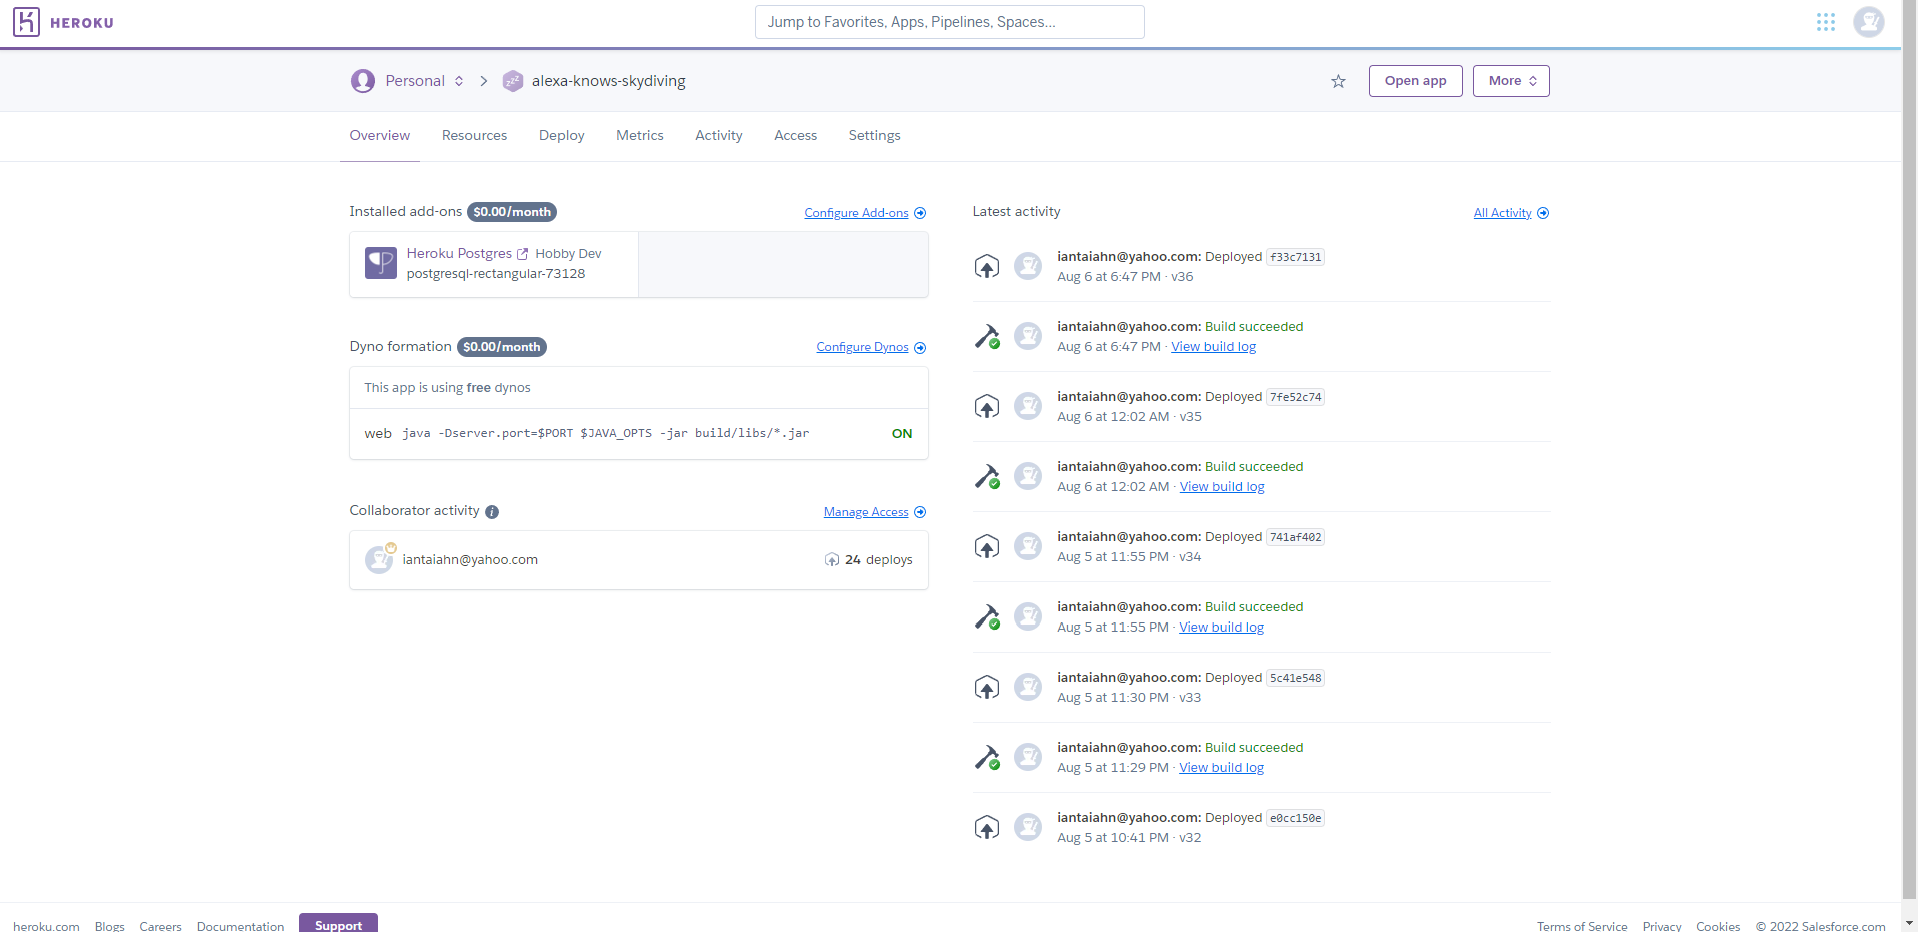 HEROKU
Jump to Favorites, Apps, Pipelines, Spaces...
Personal
alexa-knows-skydiving
Open app
More
Overview
Resources
Deploy
Metrics
Activity
Access
Settings
Installed add-ons $0.00/month
Configure Add-ons
Heroku Postgres Hobby Dev
postgresql-rectangular-73128
Dyno formation $0.00/month
Configure Dynos
This app is using free dynos
web java -Dserver.port=$PORT $JAVA_OPTS -jar build/libs/*.jar ON
Collaborator activity
Manage Access
iantaiahn@yahoo.com 24 deploys
Latest activity
All Activity
iantaiahn@yahoo.com: Deployed f33c7131
Aug 6 at 6:47 PM · v36
iantaiahn@yahoo.com: Build succeeded
Aug 6 at 6:47 PM · View build log
iantaiahn@yahoo.com: Deployed 7fe52c74
Aug 6 at 12:02 AM · v35
iantaiahn@yahoo.com: Build succeeded
Aug 6 at 12:02 AM · View build log
iantaiahn@yahoo.com: Deployed 741af402
Aug 5 at 11:55 PM · v34
iantaiahn@yahoo.com: Build succeeded
Aug 5 at 11:55 PM · View build log
iantaiahn@yahoo.com: Deployed 5c41e548
Aug 5 at 11:30 PM · v33
iantaiahn@yahoo.com: Build succeeded
Aug 5 at 11:29 PM · View build log
iantaiahn@yahoo.com: Deployed e0cc150e
Aug 5 at 10:41 PM · v32
heroku.com Blogs Careers Documentation Support
Terms of Service Privacy Cookies © 2022 Salesforce.com